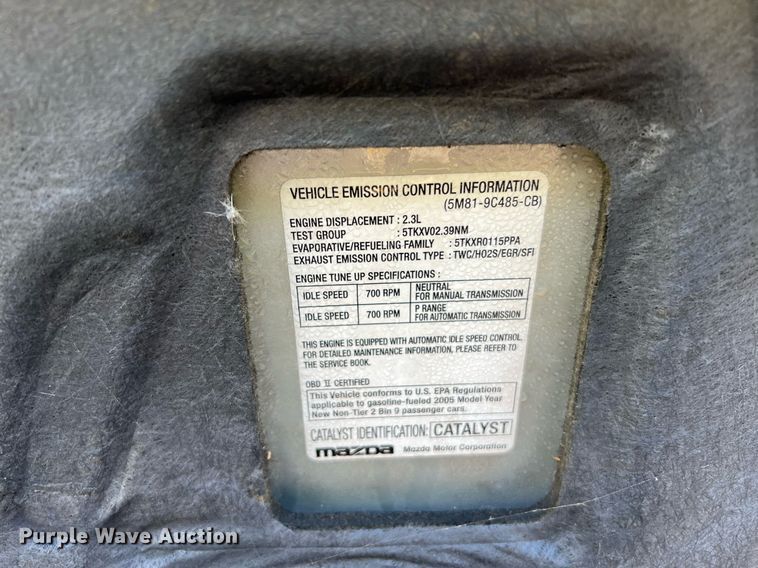 VEHICLE EMISSION CONTROL INFORMATION
(5M81-9C485-CB)
ENGINE DISPLACEMENT : 2.3L
TEST GROUP : 5TKXV02.39NM
EVAPORATIVE/REFUELING FAMILY : 5TKXR0115PPA
EXHAUST EMISSION CONTROL TYPE : TWC/HO2S/EGR/SFI
ENGINE TUNE UP SPECIFICATIONS :
IDLE SPEED 700 RPM NEUTRAL FOR MANUAL TRANSMISSION
IDLE SPEED 700 RPM P RANGE FOR AUTOMATIC TRANSMISSION
THIS ENGINE IS EQUIPPED WITH AUTOMATIC IDLE SPEED CONTROL.
FOR DETAILED MAINTENANCE INFORMATION, PLEASE REFER TO
THE SERVICE BOOK.
OBD II CERTIFIED
This Vehicle conforms to U.S. EPA Regulations
applicable to gasoline-fueled 2005 Model Year
New Non-Tier 2 Bin 9 passenger cars.
CATALYST IDENTIFICATION: CATALYST
mazda Mazda Motor Corporation
Purple Wave Auction